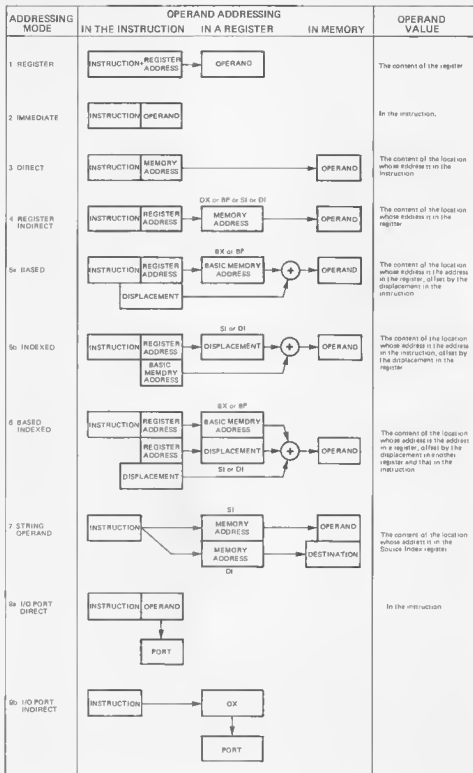 ADDRESSING MODE
OPERAND ADDRESSING
IN THE INSTRUCTION
IN A REGISTER
IN MEMORY
OPERAND VALUE
1 REGISTER
INSTRUCTION+REGISTER ADDRESS
OPERAND
The content of the register
2 IMMEDIATE
INSTRUCTION
OPERAND
In the instruction.
3 DIRECT
INSTRUCTION
MEMORY ADDRESS
OPERAND
The content of the location
whose address it in the
Instruction
4 REGISTER INDIRECT
INSTRUCTION
REGISTER ADDRESS
DX or BP or SI or DI
MEMORY ADDRESS
OPERAND
The content of the location
whose address it in the
register
5a BASED
INSTRUCTION
REGISTER ADDRESS
DISPLACEMENT
BX or BP
BASIC MEMORY ADDRESS
+
OPERAND
The content of the location
whose address is the address
in the register, offset by the
displacement in the
instruction
5b INDEXED
INSTRUCTION
REGISTER ADDRESS
BASIC MEMORY ADDRESS
SI or DI
DISPLACEMENT
+
OPERAND
The content of the location
whose address is the address
in the instruction, offset by
the displacement in the
register
6 BASED INDEXED
INSTRUCTION
REGISTER ADDRESS
REGISTER ADDRESS
DISPLACEMENT
BX or BP
BASIC MEMORY ADDRESS
DISPLACEMENT
SI or DI
+
OPERAND
The content of the location
whose address is the address
in a register, offset by the
displacement in another
register and that in the
instruction
7 STRING OPERAND
INSTRUCTION
SI
MEMORY ADDRESS
MEMORY ADDRESS
DI
OPERAND
DESTINATION
The content of the location
whose address it in the
Source Index register
8a I/O PORT DIRECT
INSTRUCTION
OPERAND
PORT
In the instruction
8b I/O PORT INDIRECT
INSTRUCTION
DX
PORT